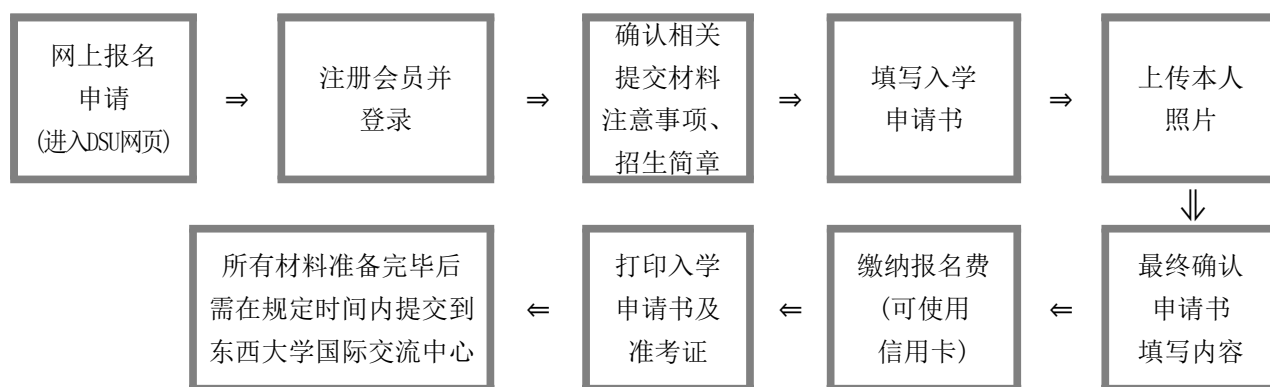 网上报名
申请
(进入DSU网页)
⇒
注册会员并
登录
⇒
确认相关
提交材料
注意事项、
招生简章
⇒
填写入学
申请书
⇒
上传本人
照片
⇓
最终确认
申请书
填写内容
⇐
缴纳报名费
(可使用
信用卡)
⇐
打印入学
申请书及
准考证
⇐
所有材料准备完毕后
需在规定时间内提交到
东西大学国际交流中心